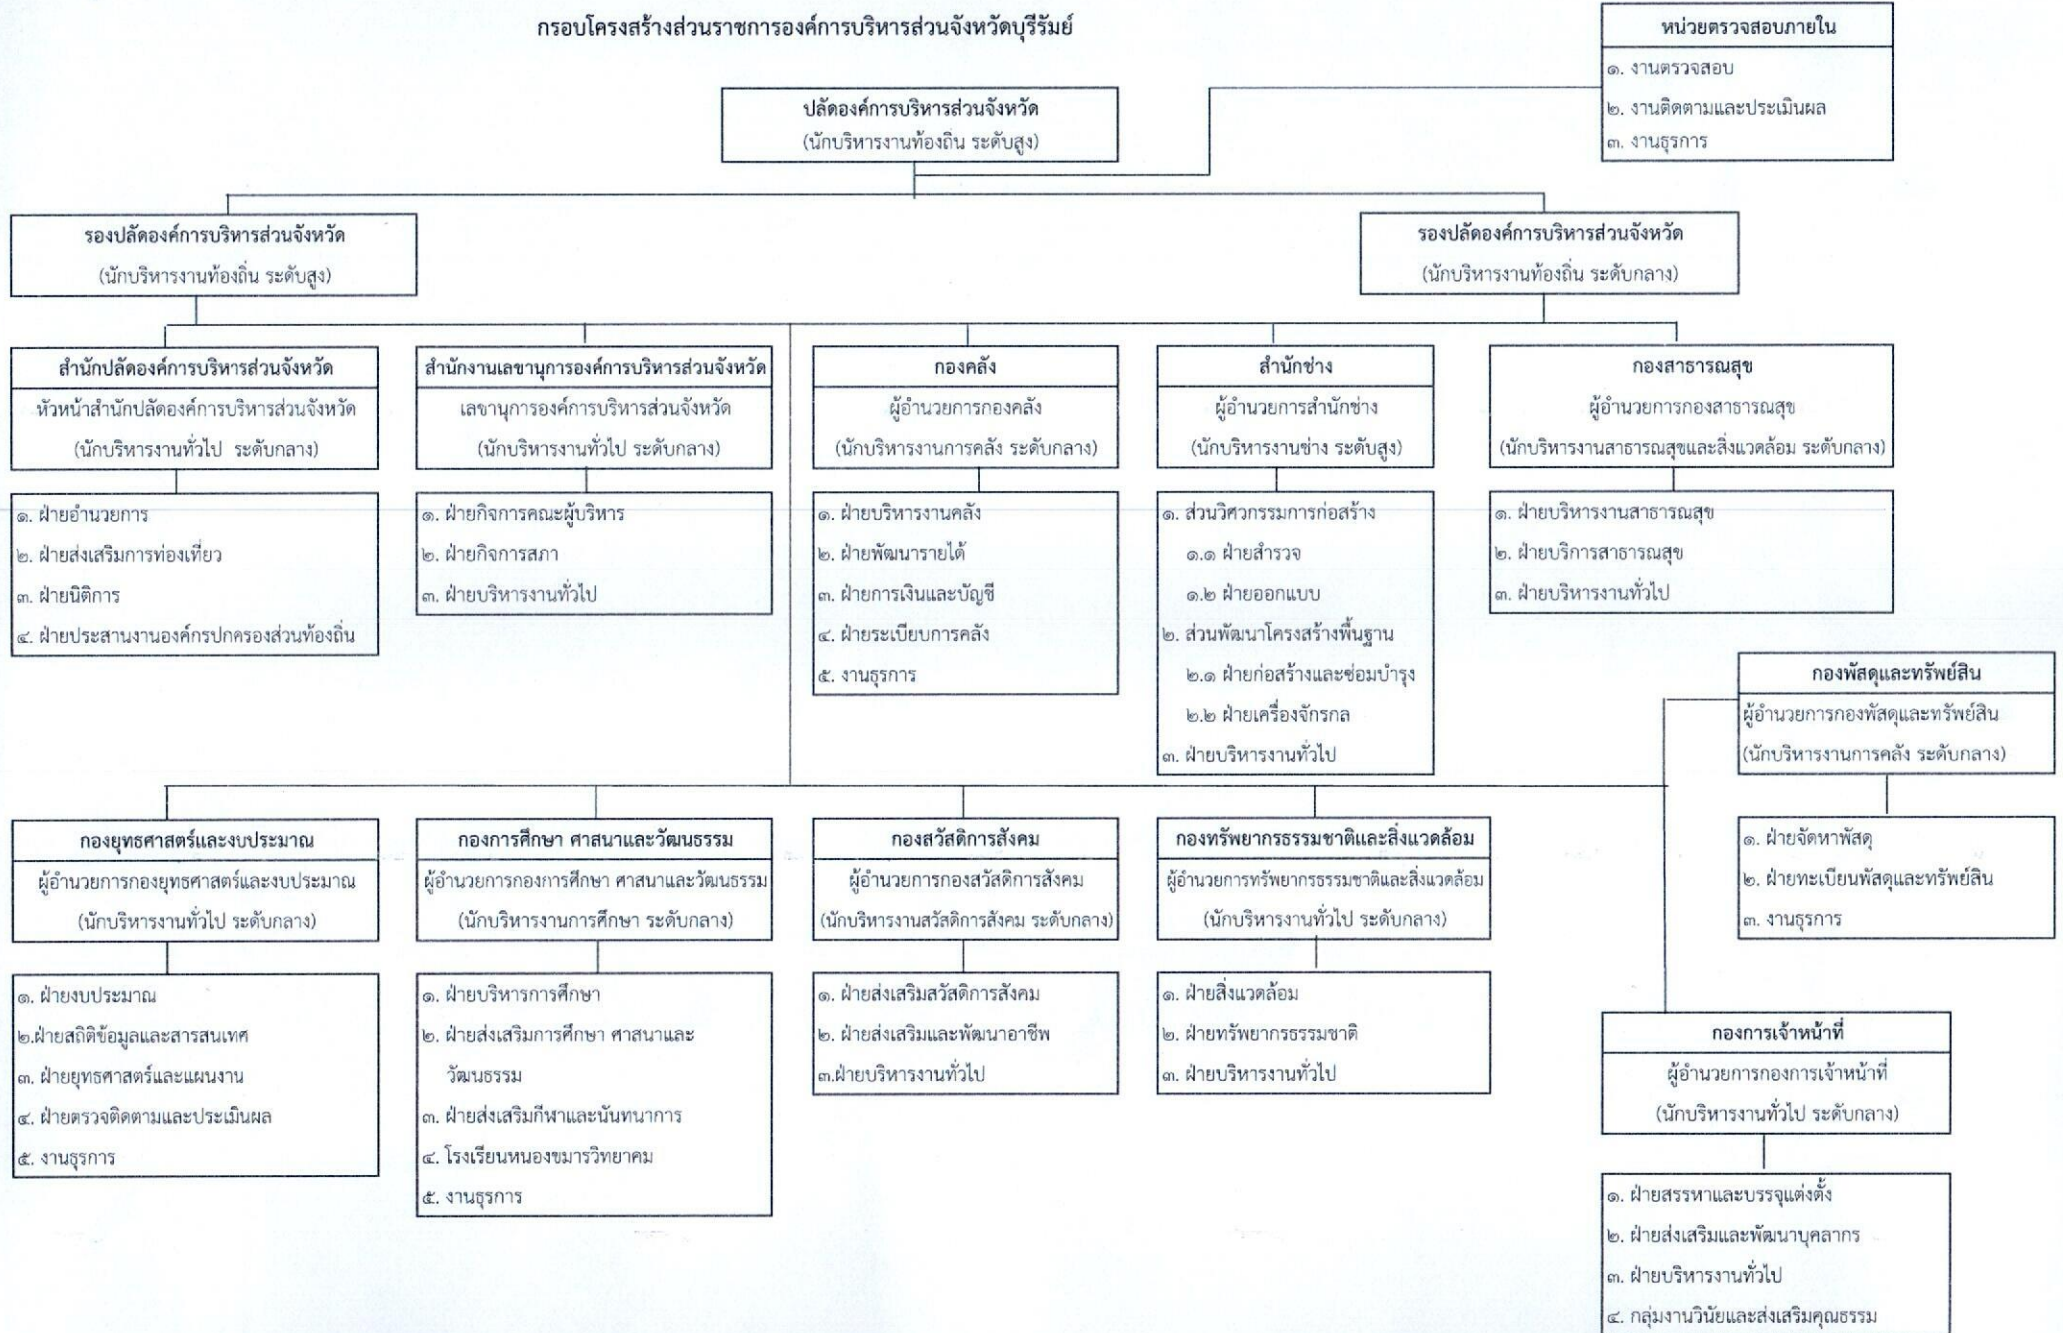 กรอบโครงสร้างส่วนราชการองค์การบริหารส่วนจังหวัดบุรีรัมย์
หน่วยตรวจสอบภายใน
๑. งานตรวจสอบ
๒. งานติดตามและประเมินผล
๓. งานธุรการ
ปลัดองค์การบริหารส่วนจังหวัด
(นักบริหารงานท้องถิ่น ระดับสูง)
รองปลัดองค์การบริหารส่วนจังหวัด
(นักบริหารงานท้องถิ่น ระดับสูง)
รองปลัดองค์การบริหารส่วนจังหวัด
(นักบริหารงานท้องถิ่น ระดับกลาง)
สำนักปลัดองค์การบริหารส่วนจังหวัด
หัวหน้าสำนักปลัดองค์การบริหารส่วนจังหวัด
(นักบริหารงานทั่วไป ระดับกลาง)
๑. ฝ่ายอำนวยการ
๒. ฝ่ายส่งเสริมการท่องเที่ยว
๓. ฝ่ายนิติการ
๔. ฝ่ายประสานงานองค์กรปกครองส่วนท้องถิ่น
สำนักงานเลขานุการองค์การบริหารส่วนจังหวัด
เลขานุการองค์การบริหารส่วนจังหวัด
(นักบริหารงานทั่วไป ระดับกลาง)
๑. ฝ่ายกิจการคณะผู้บริหาร
๒. ฝ่ายกิจการสภา
๓. ฝ่ายบริหารงานทั่วไป
กองคลัง
ผู้อำนวยการกองคลัง
(นักบริหารงานการคลัง ระดับกลาง)
๑. ฝ่ายบริหารงานคลัง
๒. ฝ่ายพัฒนารายได้
๓. ฝ่ายการเงินและบัญชี
๔. ฝ่ายระเบียบการคลัง
๕. งานธุรการ
สำนักช่าง
ผู้อำนวยการสำนักช่าง
(นักบริหารงานช่าง ระดับสูง)
๑. ส่วนวิศวกรรมการก่อสร้าง
๑.๑ ฝ่ายสำรวจ
๑.๒ ฝ่ายออกแบบ
๒. ส่วนพัฒนาโครงสร้างพื้นฐาน
๒.๑ ฝ่ายก่อสร้างและซ่อมบำรุง
๒.๒ ฝ่ายเครื่องจักรกล
๓. ฝ่ายบริหารงานทั่วไป
กองสาธารณสุข
ผู้อำนวยการกองสาธารณสุข
(นักบริหารงานสาธารณสุขและสิ่งแวดล้อม ระดับกลาง)
๑. ฝ่ายบริหารงานสาธารณสุข
๒. ฝ่ายบริการสาธารณสุข
๓. ฝ่ายบริหารงานทั่วไป
กองพัสดุและทรัพย์สิน
ผู้อำนวยการกองพัสดุและทรัพย์สิน
(นักบริหารงานการคลัง ระดับกลาง)
๑. ฝ่ายจัดหาพัสดุ
๒. ฝ่ายทะเบียนพัสดุและทรัพย์สิน
๓. งานธุรการ
กองยุทธศาสตร์และงบประมาณ
ผู้อำนวยการกองยุทธศาสตร์และงบประมาณ
(นักบริหารงานทั่วไป ระดับกลาง)
๑. ฝ่ายงบประมาณ
๒.ฝ่ายสถิติข้อมูลและสารสนเทศ
๓. ฝ่ายยุทธศาสตร์และแผนงาน
๔. ฝ่ายตรวจติดตามและประเมินผล
๕. งานธุรการ
กองการศึกษา ศาสนาและวัฒนธรรม
ผู้อำนวยการกองการศึกษา ศาสนาและวัฒนธรรม
(นักบริหารงานการศึกษา ระดับกลาง)
๑. ฝ่ายบริหารการศึกษา
๒. ฝ่ายส่งเสริมการศึกษา ศาสนาและ
วัฒนธรรม
๓. ฝ่ายส่งเสริมกีฬาและนันทนาการ
๔. โรงเรียนหนองขมารวิทยาคม
๕. งานธุรการ
กองสวัสดิการสังคม
ผู้อำนวยการกองสวัสดิการสังคม
(นักบริหารงานสวัสดิการสังคม ระดับกลาง)
๑. ฝ่ายส่งเสริมสวัสดิการสังคม
๒. ฝ่ายส่งเสริมและพัฒนาอาชีพ
๓.ฝ่ายบริหารงานทั่วไป
กองทรัพยากรธรรมชาติและสิ่งแวดล้อม
ผู้อำนวยการทรัพยากรธรรมชาติและสิ่งแวดล้อม
(นักบริหารงานทั่วไป ระดับกลาง)
๑. ฝ่ายสิ่งแวดล้อม
๒. ฝ่ายทรัพยากรธรรมชาติ
๓. ฝ่ายบริหารงานทั่วไป
กองการเจ้าหน้าที่
ผู้อำนวยการกองการเจ้าหน้าที่
(นักบริหารงานทั่วไป ระดับกลาง)
๑. ฝ่ายสรรหาและบรรจุแต่งตั้ง
๒. ฝ่ายส่งเสริมและพัฒนาบุคลากร
๓. ฝ่ายบริหารงานทั่วไป
๔. กลุ่มงานวินัยและส่งเสริมคุณธรรม